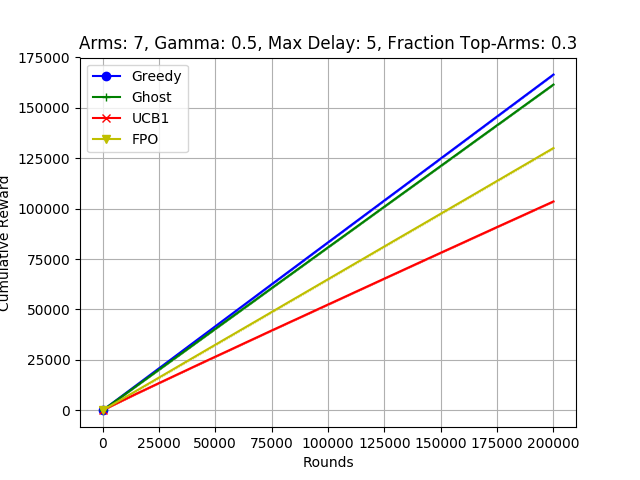 Arms: 7, Gamma: 0.5, Max Delay: 5, Fraction Top-Arms: 0.3
175000
150000
125000
100000
75000
50000
25000
0
Cumulative Reward
Greedy
Ghost
UCB1
FPO
0 25000 50000 75000 100000 125000 150000 175000 200000
Rounds